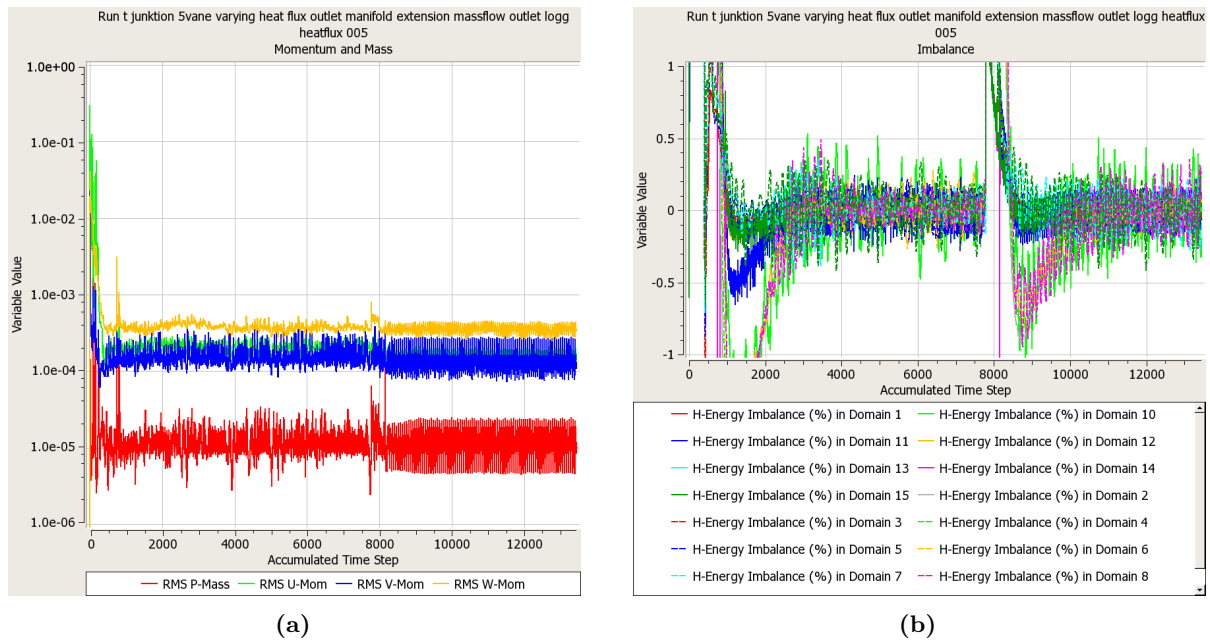 Run t junktion 5vane varying heat flux outlet manifold extension massflow outlet logg
heatflux 005
Momentum and Mass
1.0e+00
1.0e-01
1.0e-02
1.0e-03
1.0e-04
1.0e-05
1.0e-06
Variable Value
0 2000 4000 6000 8000 10000 12000
Accumulated Time Step
RMS P-Mass RMS U-Mom RMS V-Mom RMS W-Mom
(a)
Run t junktion 5vane varying heat flux outlet manifold extension massflow outlet logg heatflux
005
Imbalance
1
0.5
0
-0.5
-1
Variable Value
0 2000 4000 6000 8000 10000 12000
Accumulated Time Step
H-Energy Imbalance (%) in Domain 1 H-Energy Imbalance (%) in Domain 10
H-Energy Imbalance (%) in Domain 11 H-Energy Imbalance (%) in Domain 12
H-Energy Imbalance (%) in Domain 13 H-Energy Imbalance (%) in Domain 14
H-Energy Imbalance (%) in Domain 15 H-Energy Imbalance (%) in Domain 2
H-Energy Imbalance (%) in Domain 3 H-Energy Imbalance (%) in Domain 4
H-Energy Imbalance (%) in Domain 5 H-Energy Imbalance (%) in Domain 6
H-Energy Imbalance (%) in Domain 7 H-Energy Imbalance (%) in Domain 8
(b)